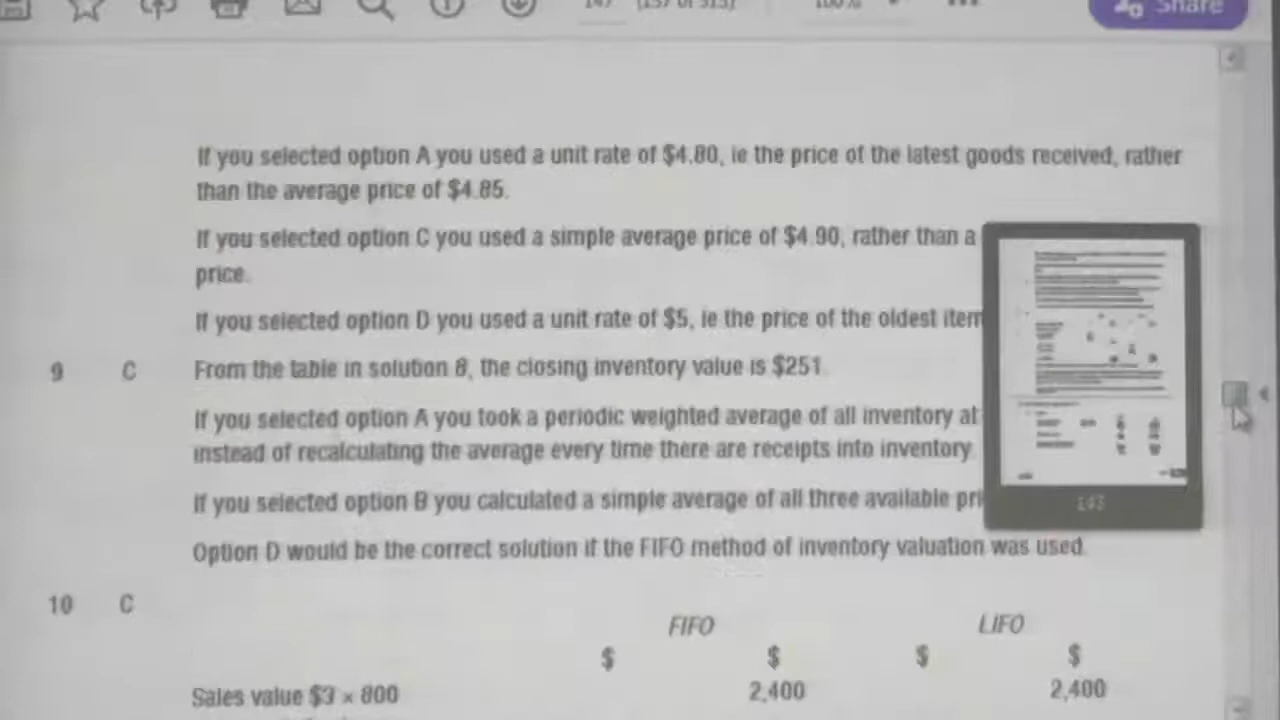 Share
If you selected option A you used a unit rate of $4.80, ie the price of the latest goods received, rather
than the average price of $4.85.
If you selected option C you used a simple average price of $4.90, rather than a
price.
If you selected option D you used a unit rate of $5, ie the price of the oldest item
9 C From the table in solution 8, the closing inventory value is $251.
If you selected option A you took a periodic weighted average of all inventory at
instead of recalculating the average every time there are receipts into inventory.
If you selected option B you calculated a simple average of all three available pri
143
Option D would be the correct solution if the FIFO method of inventory valuation was used.
10 C
FIFO LIFO
$ $ $ $
Sales value $3 × 800 2,400 2,400